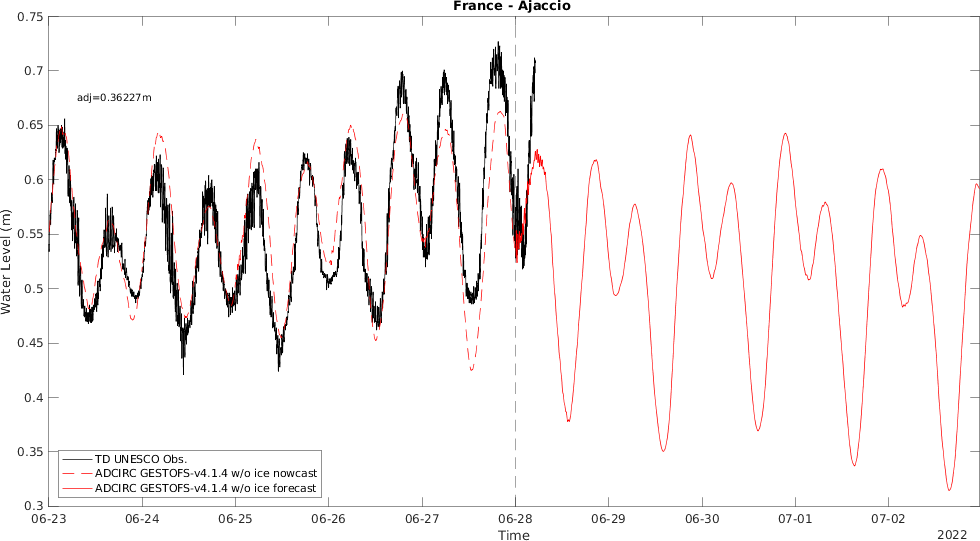 France - Ajaccio
0.75
0.7
0.65
0.6
0.55
0.5
0.45
0.4
0.35
0.3
Water Level (m)
adj=0.36227m
TD UNESCO Obs.
ADCIRC GESTOFS-v4.1.4 w/o ice nowcast
ADCIRC GESTOFS-v4.1.4 w/o ice forecast
06-23 06-24 06-25 06-26 06-27 06-28 06-29 06-30 07-01 07-02
Time
2022